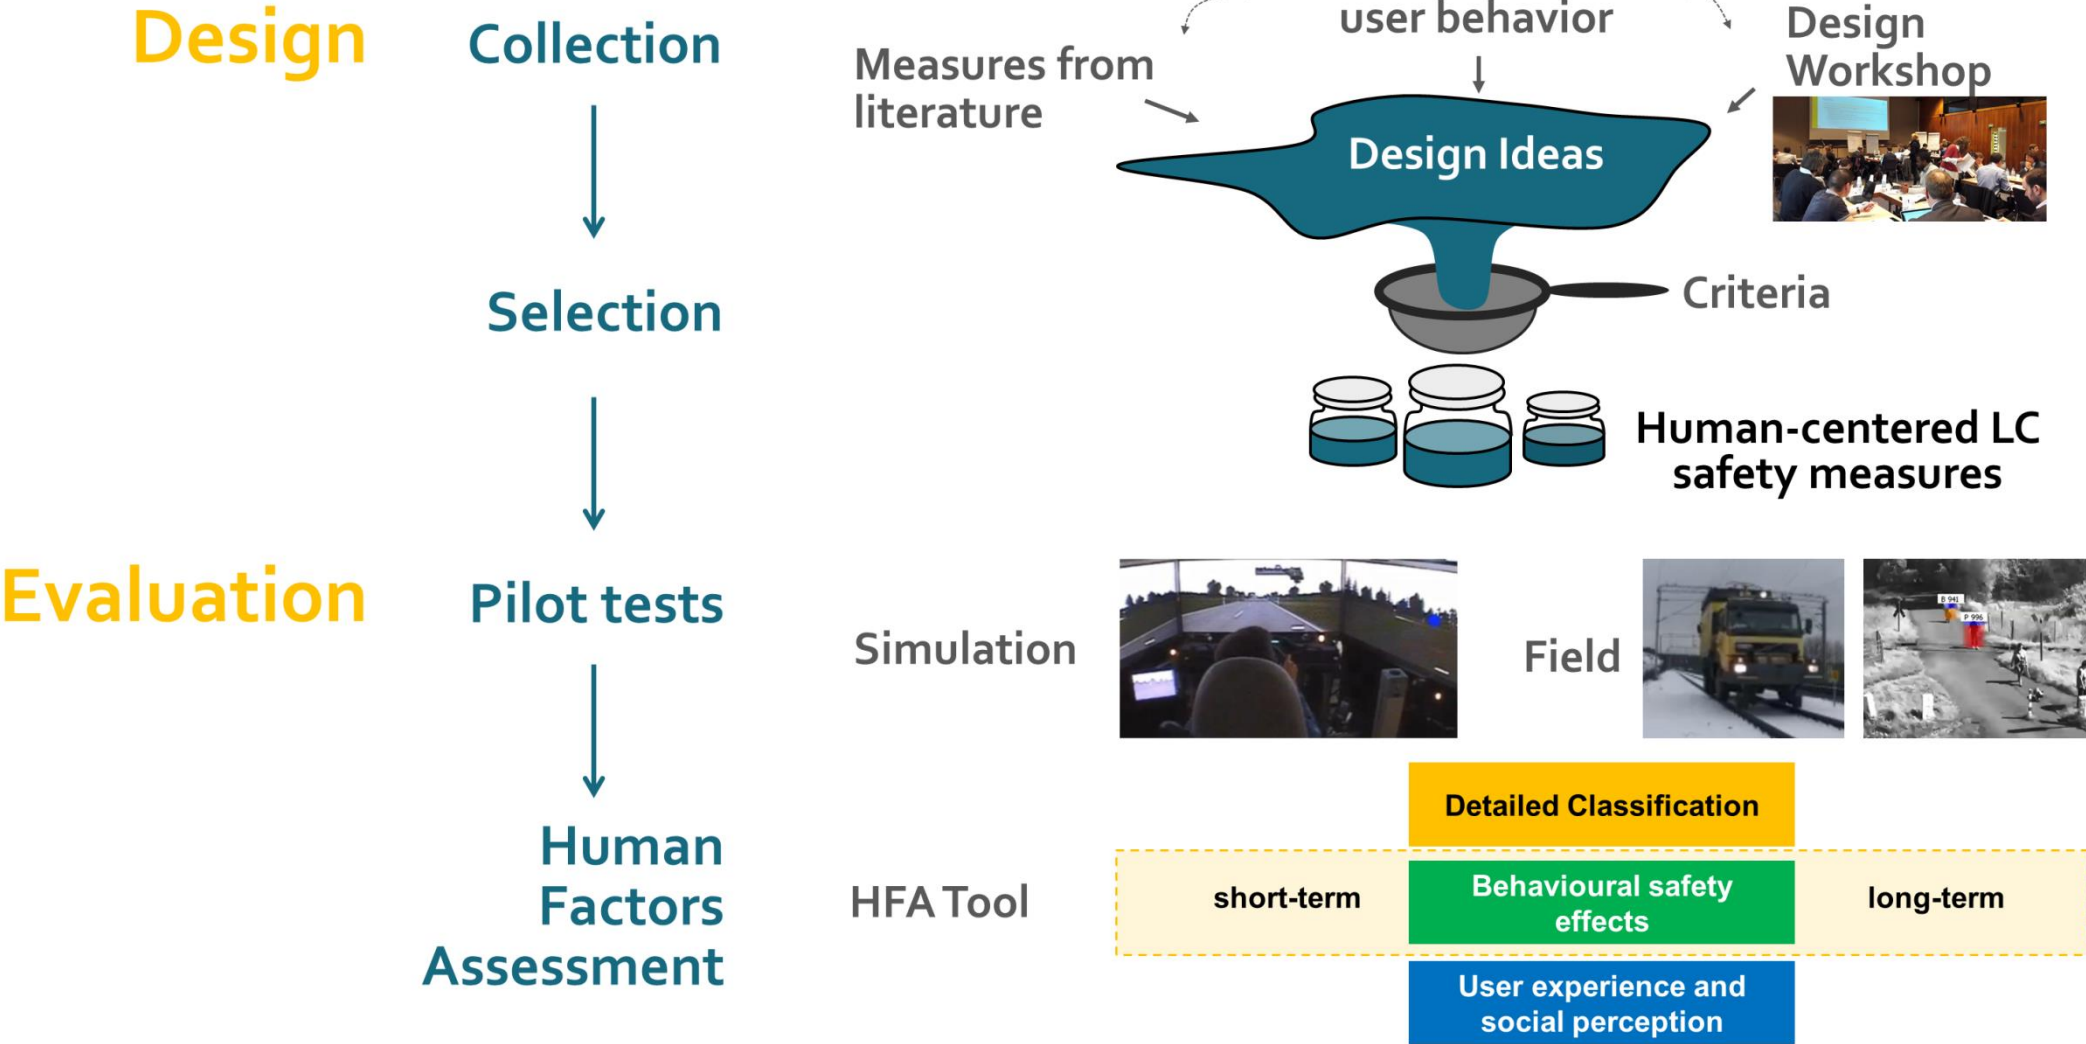 Design
Collection
user behavior
Measures from
literature
Design
Workshop
Design Ideas
Selection
Criteria
Human-centered LC
safety measures
Evaluation
Pilot tests
Simulation
Field
B 941
P 996
Human
Factors
Assessment
HFA Tool
Detailed Classification
short-term
Behavioural safety
effects
long-term
User experience and
social perception